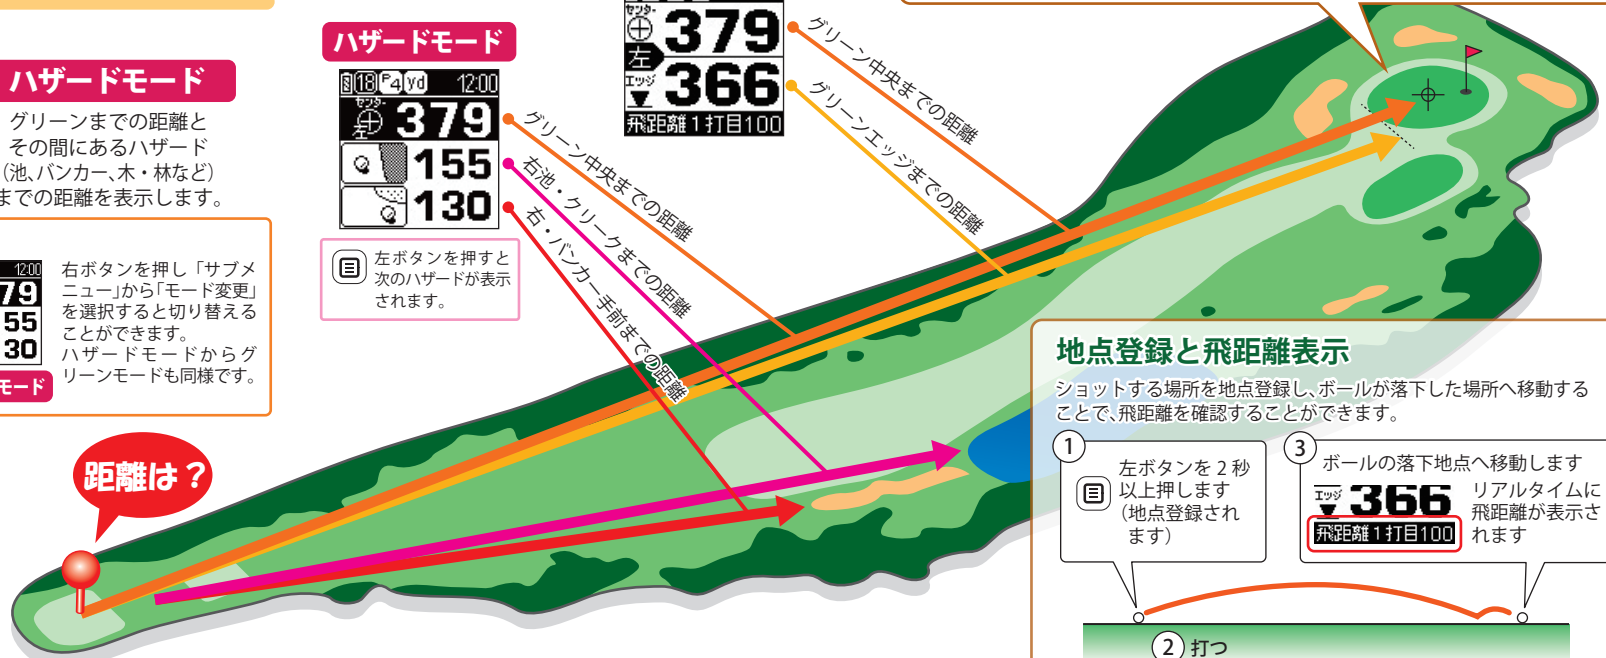 ハザードモード
グリーンまでの距離と
その間にあるハザード
(池、バンカー、木・林など)
までの距離を表示します。
12:00
79
55
30
モード
右ボタンを押し「サブメ
ニュー」から「モード変更」
を選択すると切り替える
ことができます。
ハザードモードからグ
リーンモードも同様です。
ハザードモード
18 P4 yd 12:00
センター
左 379
155
130
左ボタンを押すと
次のハザードが表示
されます。
センター
379
左
エッジ
366
飛距離1打目100
グリーン中央までの距離
グリーンエッジまでの距離
グリーン中央までの距離
右池・クリークまでの距離
右・バンカー手前までの距離
距離は?
地点登録と飛距離表示
ショットする場所を地点登録し、ボールが落下した場所へ移動する
ことで、飛距離を確認することができます。
1
左ボタンを 2 秒
以上押します
(地点登録され
ます)
3
ボールの落下地点へ移動します
エッジ 366
飛距離1打目100
リアルタイムに
飛距離が表示さ
れます
2 打つ